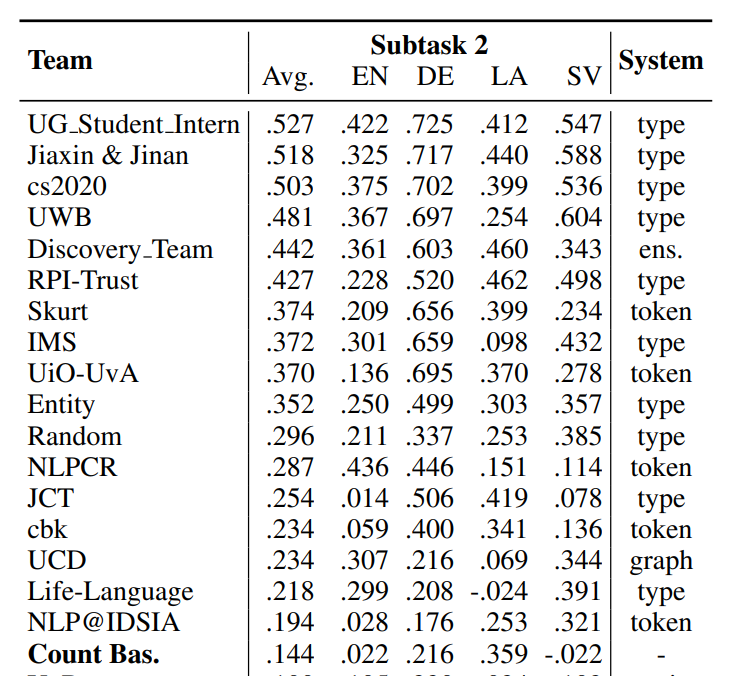 Team Subtask 2 System
Avg. EN DE LA SV
UG_Student_Intern .527 .422 .725 .412 .547 type
Jiaxin & Jinan .518 .325 .717 .440 .588 type
cs2020 .503 .375 .702 .399 .536 type
UWB .481 .367 .697 .254 .604 type
Discovery_Team .442 .361 .603 .460 .343 ens.
RPI-Trust .427 .228 .520 .462 .498 type
Skurt .374 .209 .656 .399 .234 token
IMS .372 .301 .659 .098 .432 type
UiO-UvA .370 .136 .695 .370 .278 token
Entity .352 .250 .499 .303 .357 type
Random .296 .211 .337 .253 .385 type
NLPCR .287 .436 .446 .151 .114 token
JCT .254 .014 .506 .419 .078 type
cbk .234 .059 .400 .341 .136 token
UCD .234 .307 .216 .069 .344 graph
Life-Language .218 .299 .208 -.024 .391 type
NLP@IDSIA .194 .028 .176 .253 .321 token
Count Bas. .144 .022 .216 .359 -.022 -